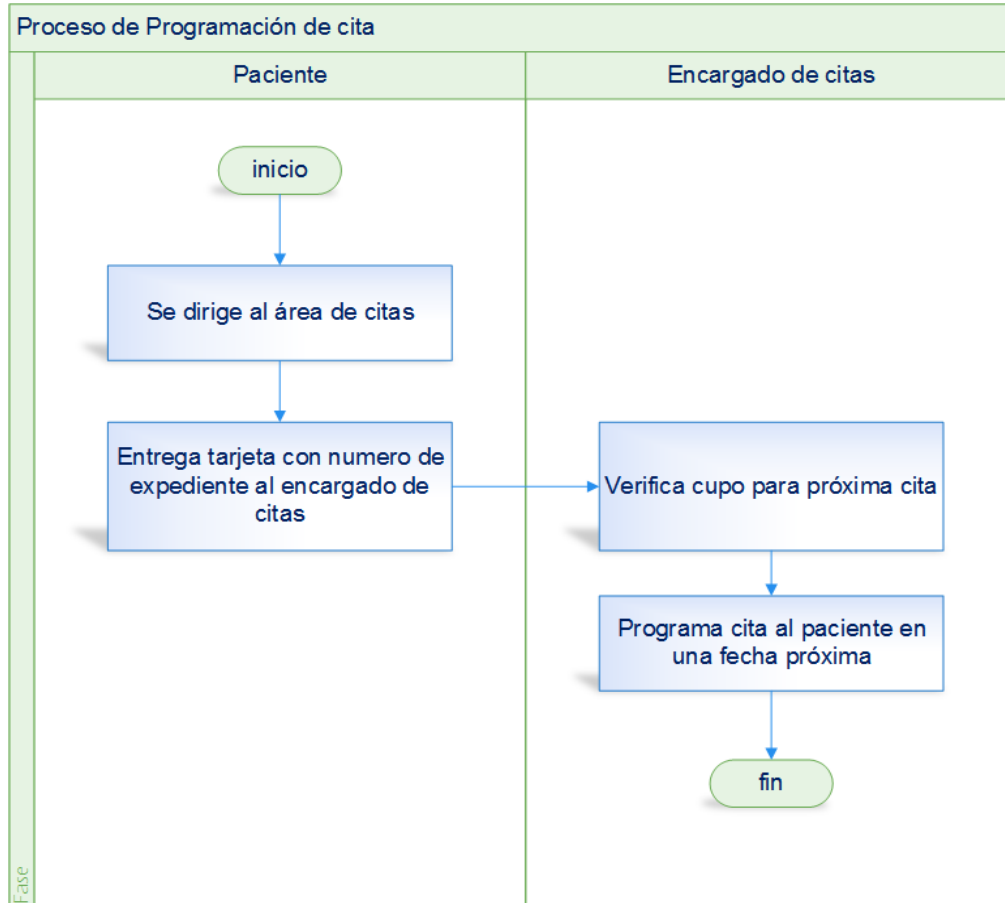 Proceso de Programación de cita
Paciente
Encargado de citas
inicio
Se dirige al área de citas
Entrega tarjeta con numero de
expediente al encargado de
citas
Verifica cupo para próxima cita
Programa cita al paciente en
una fecha próxima
fin
Fase